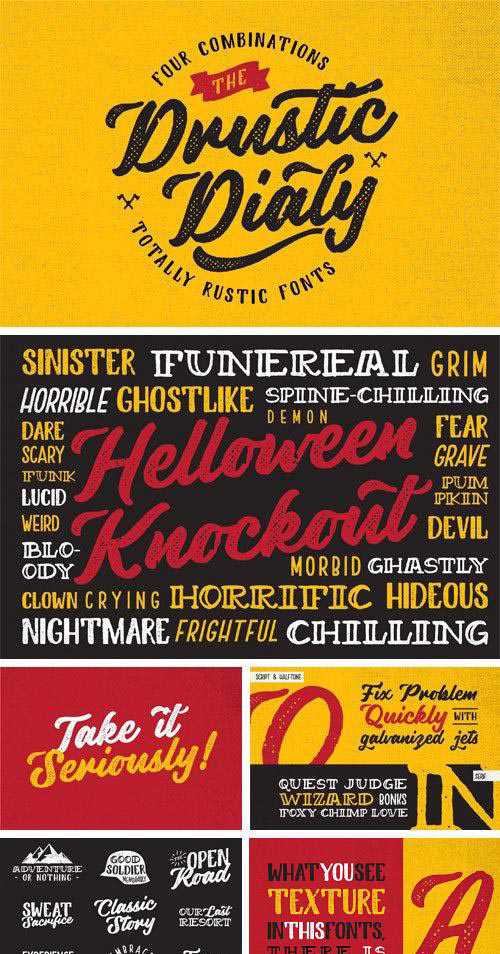 FOUR COMBINATIONS
THE
Drustic
Dialy
TOTALLY RUSTIC FONTS
SINISTER FUNEREAL GRIM
HORRIBLE GHOSTLIKE SPINE-CHILLING
DEMON
DARE
SCARY
FUNK
LUCID
WEIRD
BLO-
ODY
Helloween
Knockout
FEAR
GRAVE
PUM
PKIN
DEVIL
MORBID GHASTLY
CLOWN CRYING HORRIFIC HIDEOUS
NIGHTMARE FRIGHTFUL CHILLING
Take it
Seriously!
SCRIPT & HALFTONE
O
Fix Problem
Quickly WITH
galvanized jets
SERIF
QUEST JUDGE
WIZARD BONKS
FOXY CHIMP LOVE
IN
ADVENTURE
OR NOTHING
GOOD
SOLDIER
THE OPEN
Road
SWEAT
Sacrifice
Classic
Story
OUR Last
RESORT
WHAT YOU SEE
TEXTURE
IN THIS FONTS,
THERE IS
A